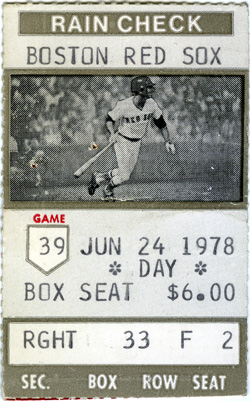 RAIN CHECK
BOSTON RED SOX
RED SOX
GAME
39 JUN 24 1978
* DAY *
BOX SEAT $6.00
RGHT 33 F 2
SEC. BOX ROW SEAT